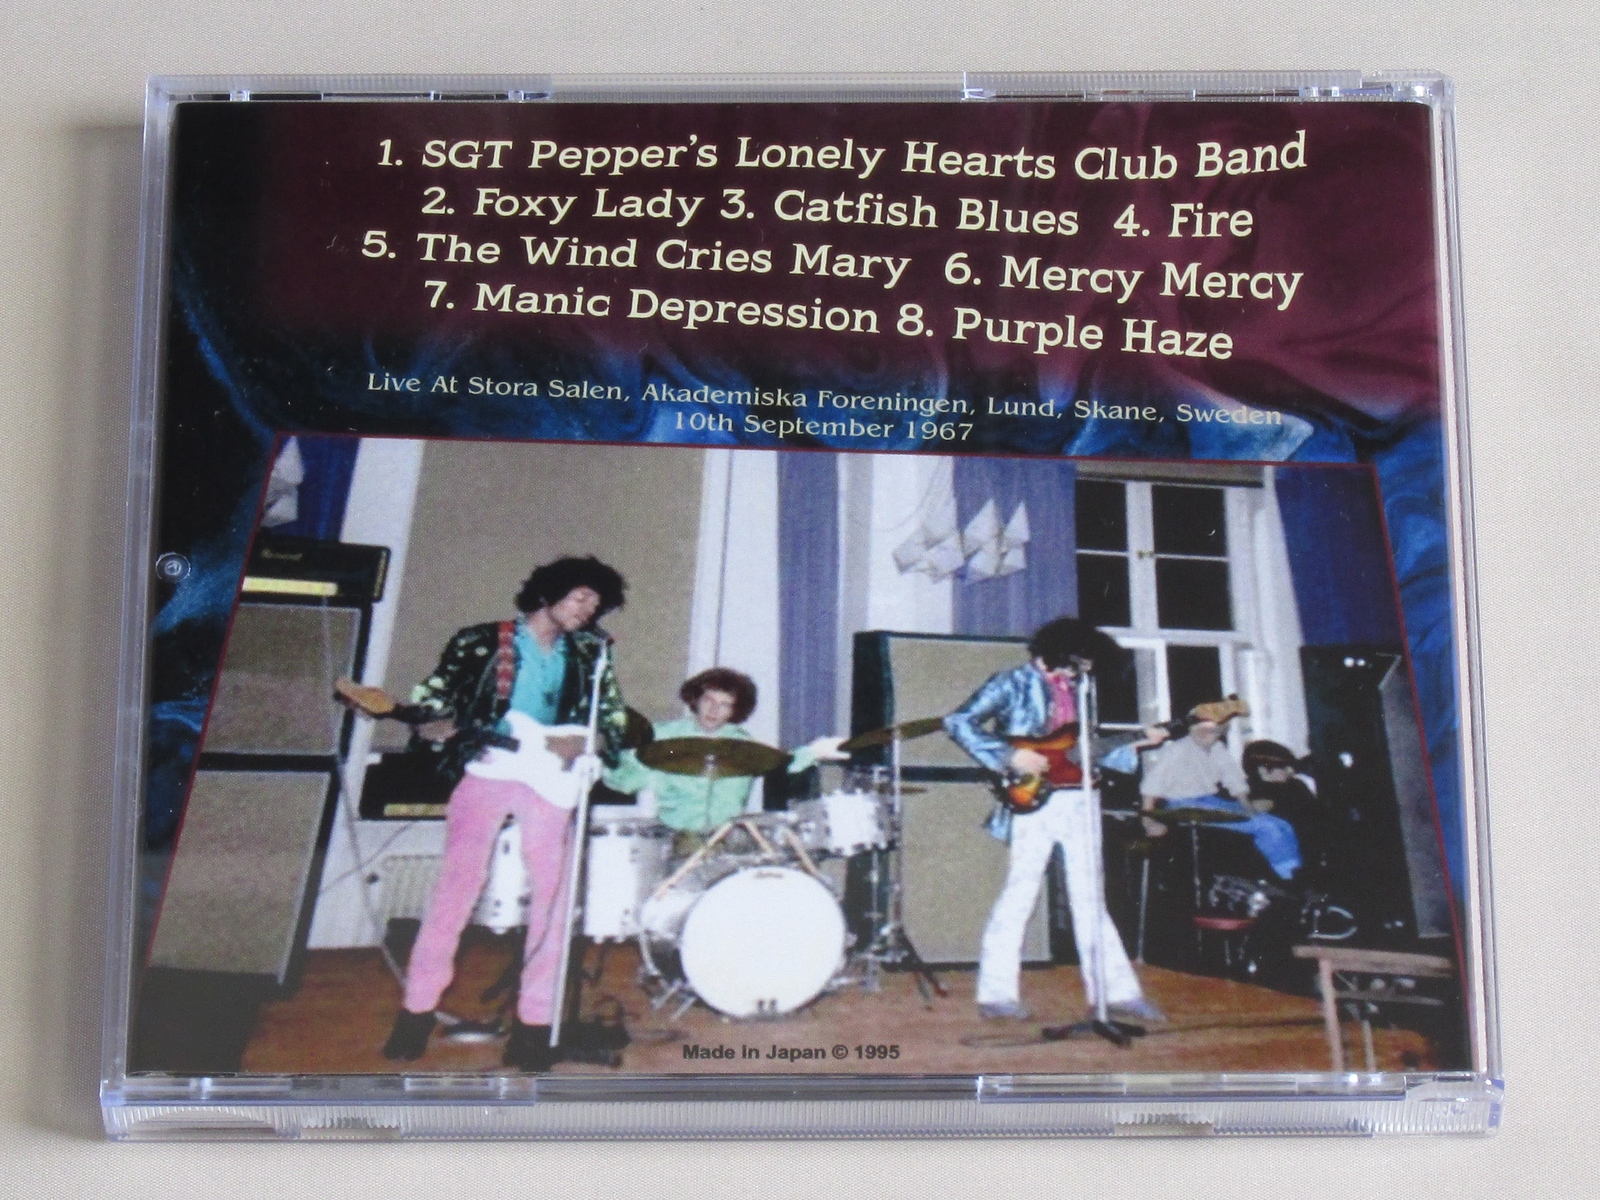 1. SGT Pepper's Lonely Hearts Club Band
2. Foxy Lady 3. Catfish Blues 4. Fire
5. The Wind Cries Mary 6. Mercy Mercy
7. Manic Depression 8. Purple Haze
Live At Stora Salen, Akademiska Foreningen, Lund, Skane, Sweden
10th September 1967
Made In Japan © 1995